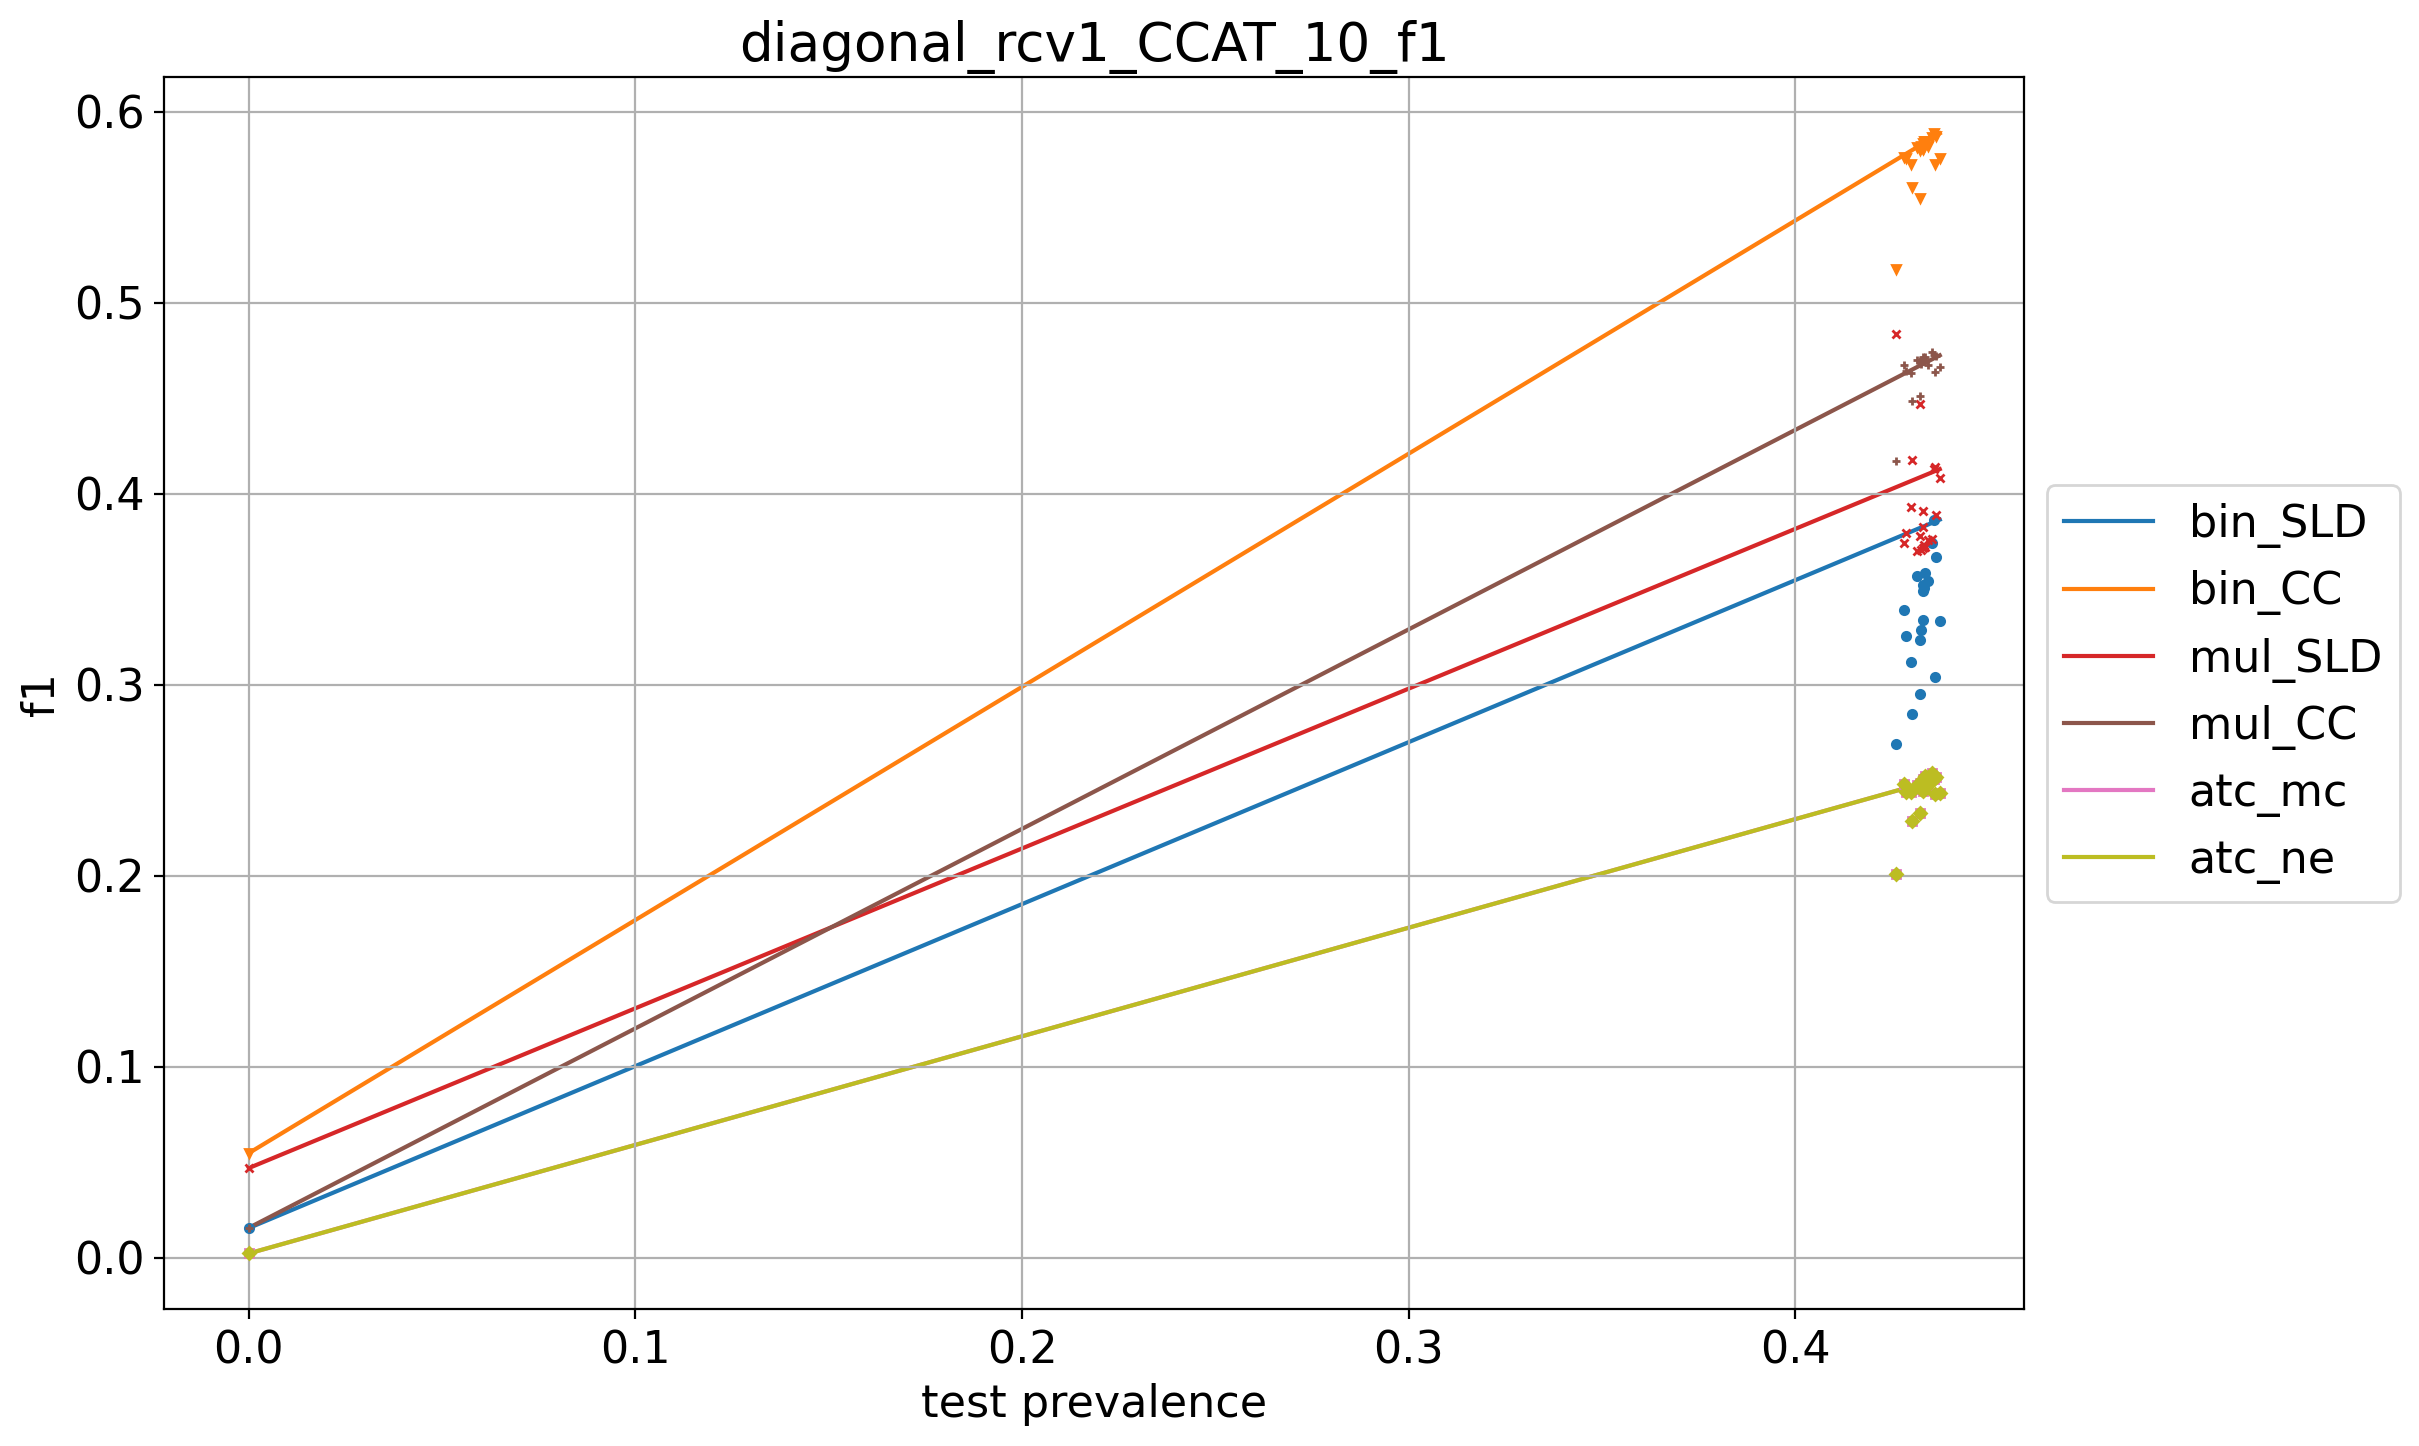 diagonal_rcv1_CCAT_10_f1
0.6
0.5
0.4
0.3
0.2
0.1
0.0
f1
0.0 0.1 0.2 0.3 0.4
test prevalence
bin_SLD
bin_CC
mul_SLD
mul_CC
atc_mc
atc_ne